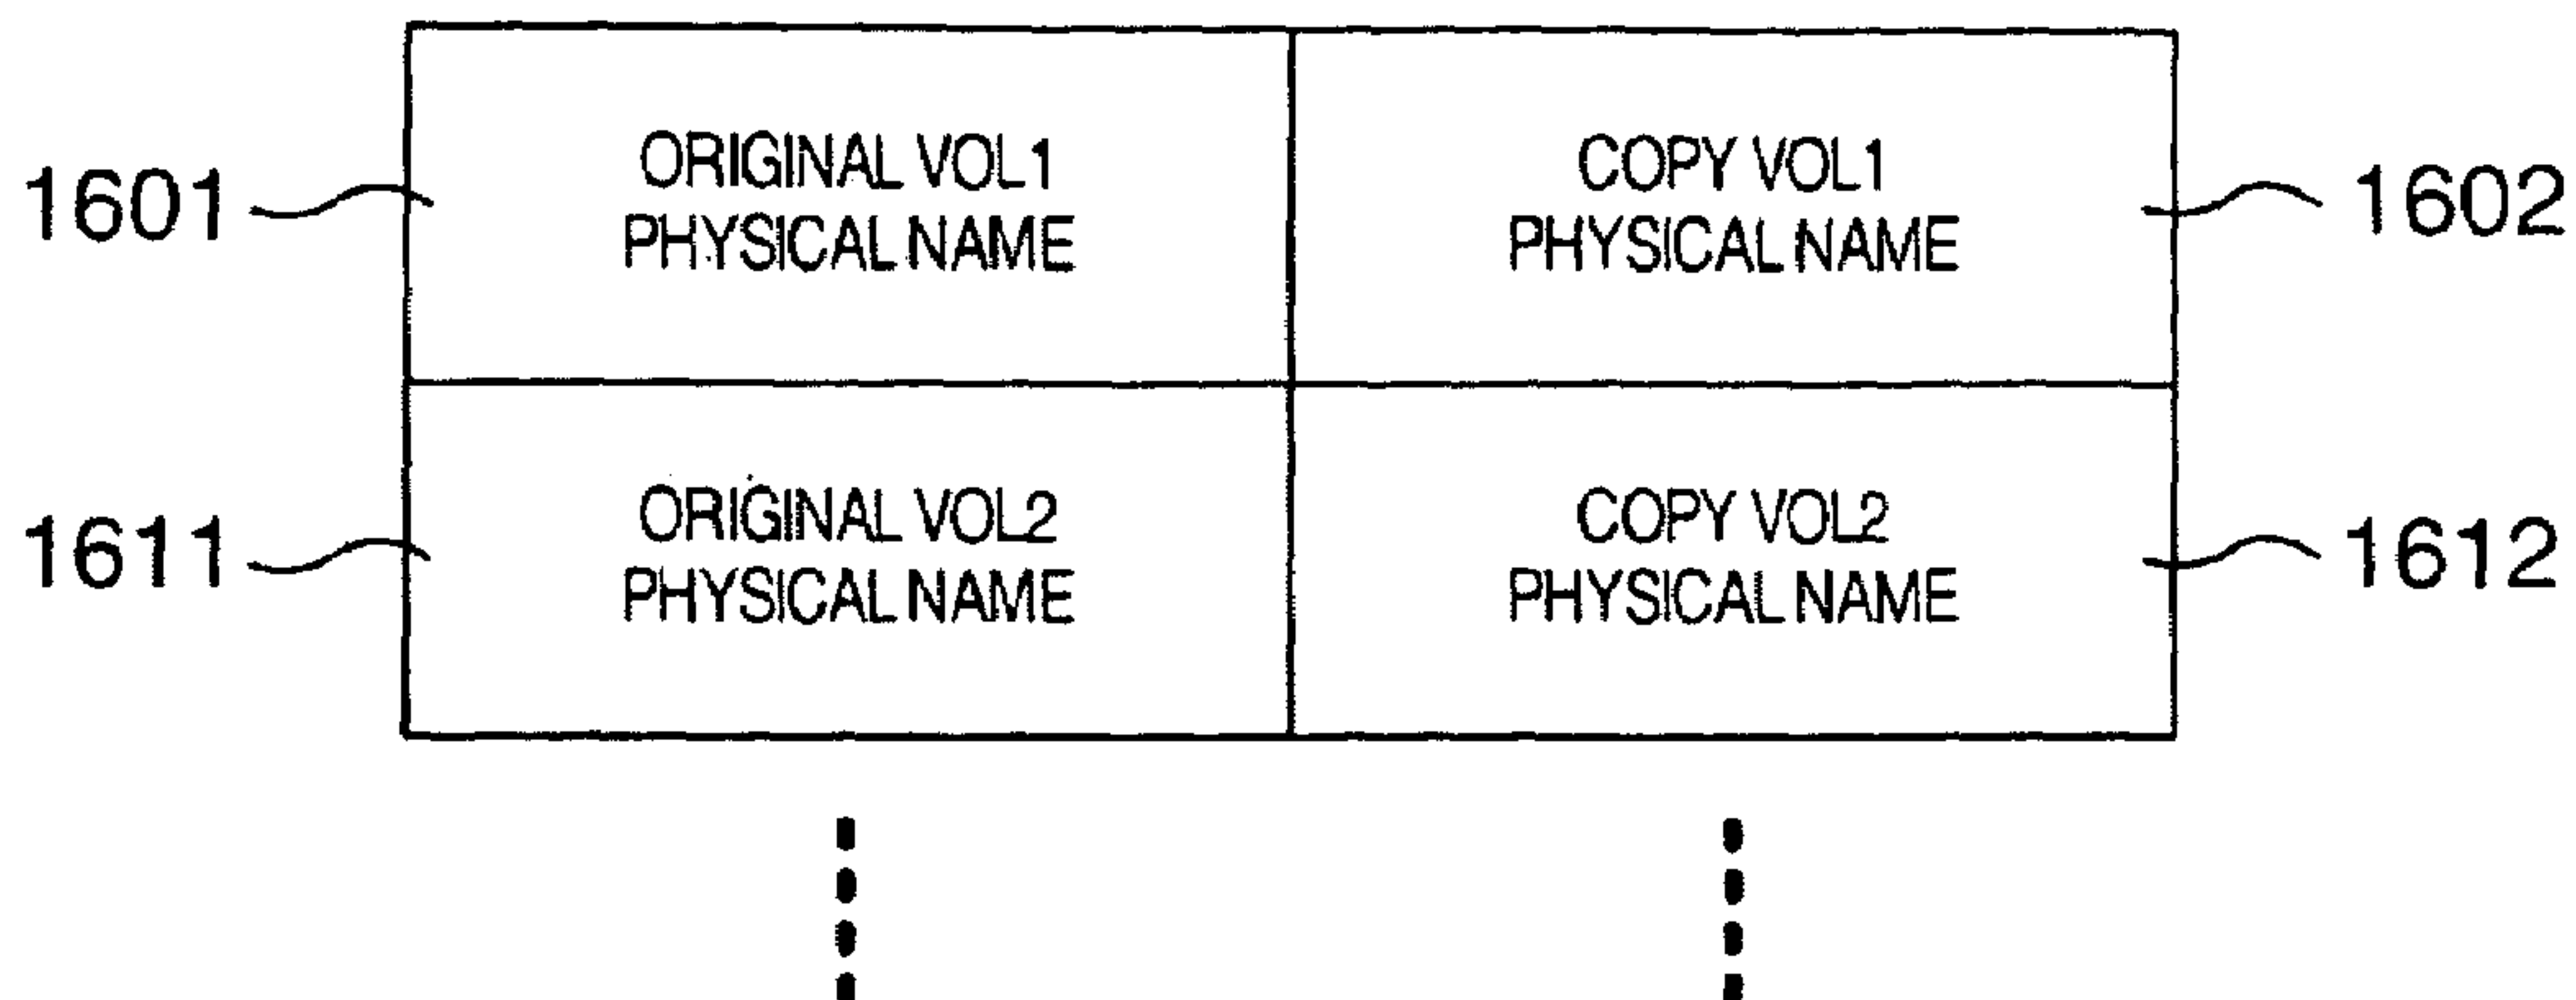 ORIGINAL VOL1
PHYSICAL NAME
COPY VOL1
PHYSICAL NAME
1601
1602
ORIGINAL VOL2
PHYSICAL NAME
COPY VOL2
PHYSICAL NAME
1611
1612